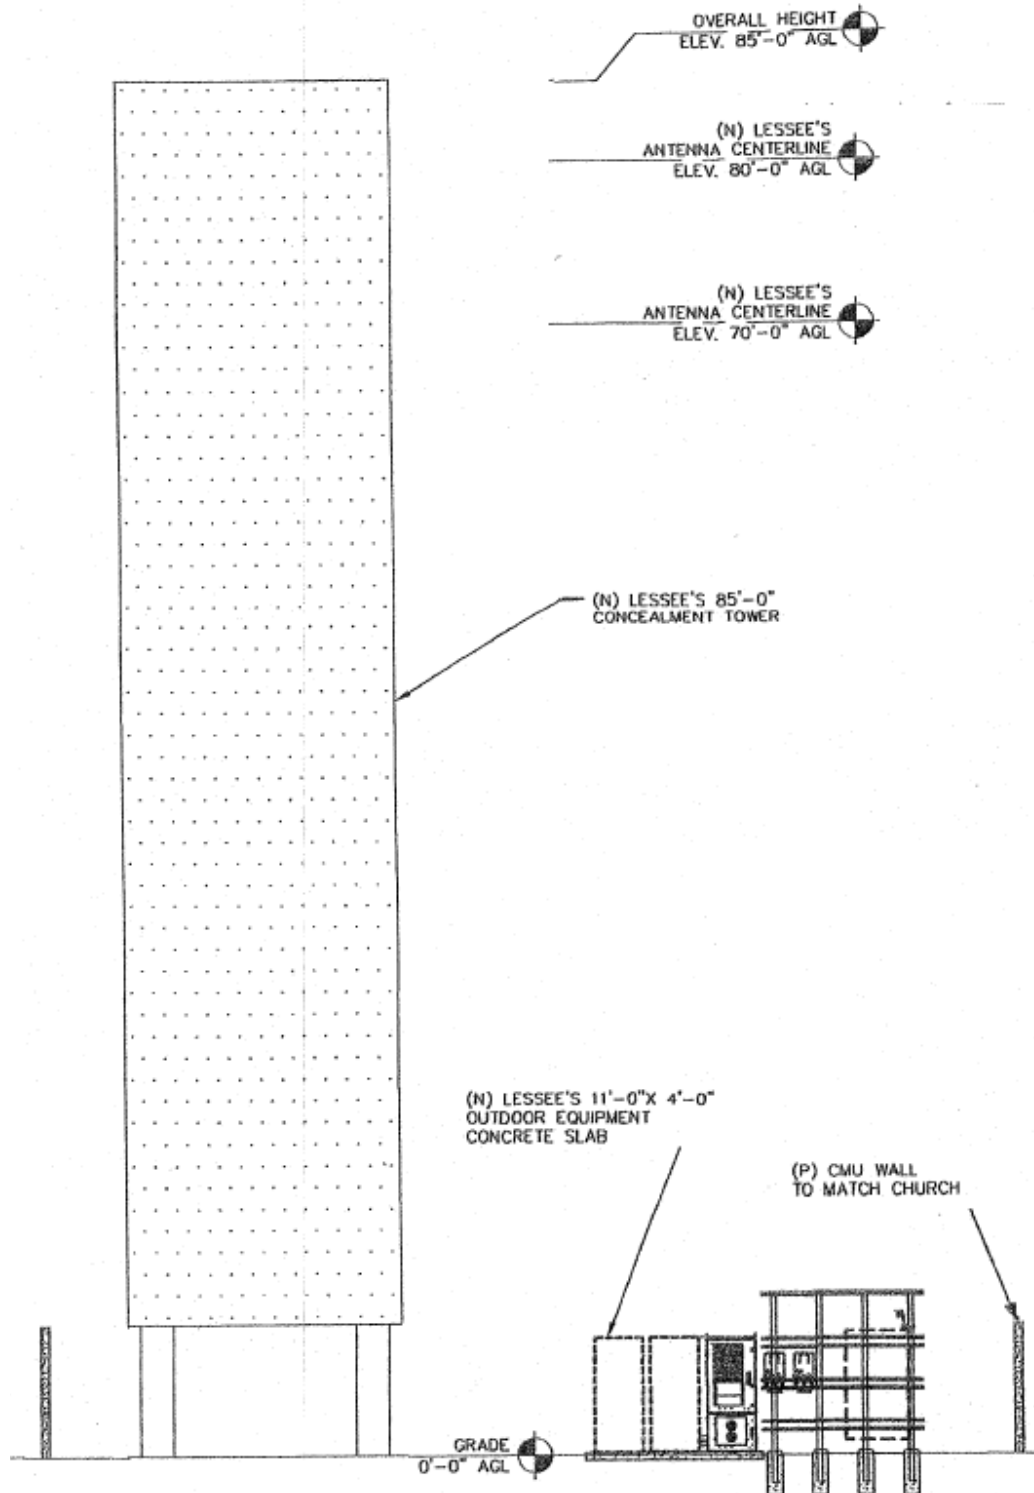 OVERALL HEIGHT
ELEV. 85'-0" AGL
(N) LESSEE'S
ANTENNA CENTERLINE
ELEV. 80'-0" AGL
(N) LESSEE'S
ANTENNA CENTERLINE
ELEV. 70'-0" AGL
(N) LESSEE'S 85'-0"
CONCEALMENT TOWER
(N) LESSEE'S 11'-0"X 4'-0"
OUTDOOR EQUIPMENT
CONCRETE SLAB
(P) CMU WALL
TO MATCH CHURCH
GRADE
0'-0" AGL